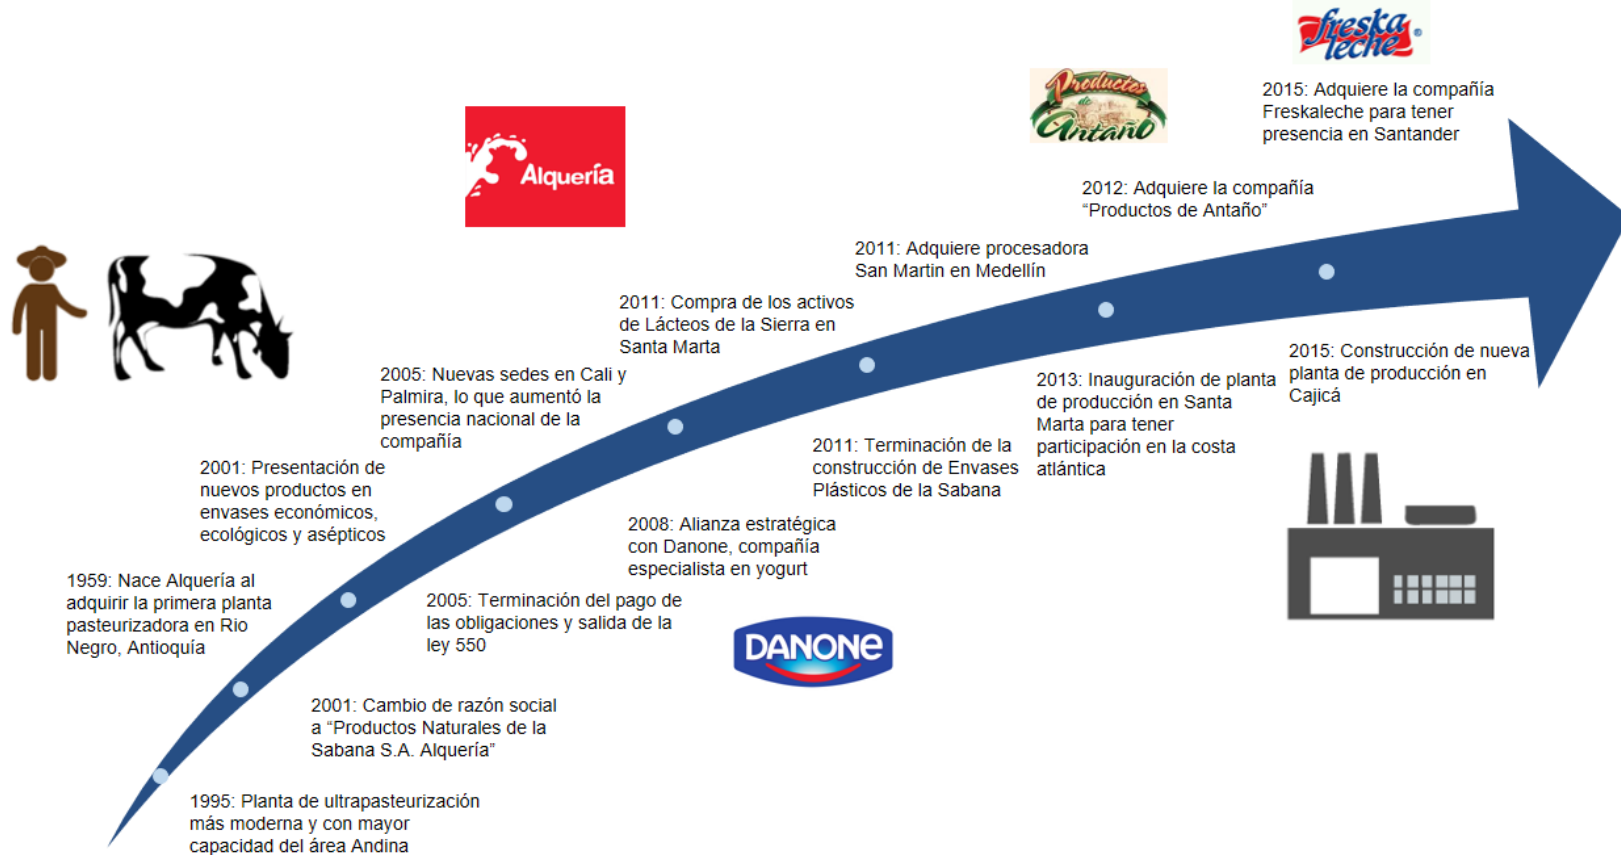 freska
leche
®
2015: Adquiere la compañía
Freskaleche para tener
presencia en Santander
Productos
de
Antaño
2012: Adquiere la compañía
“Productos de Antaño”
Alquería
2011: Adquiere procesadora
San Martin en Medellín
2011: Compra de los activos
de Lácteos de la Sierra en
Santa Marta
2005: Nuevas sedes en Cali y
Palmira, lo que aumentó la
presencia nacional de la
compañía
2001: Presentación de
nuevos productos en
envases económicos,
ecológicos y asépticos
1959: Nace Alquería al
adquirir la primera planta
pasteurizadora en Rio
Negro, Antioquía
2015: Construcción de nueva
planta de producción en
Cajicá
2013: Inauguración de planta
de producción en Santa
Marta para tener
participación en la costa
atlántica
2011: Terminación de la
construcción de Envases
Plásticos de la Sabana
2008: Alianza estratégica
con Danone, compañía
especialista en yogurt
DANONE
2005: Terminación del pago de
las obligaciones y salida de la
ley 550
2001: Cambio de razón social
a “Productos Naturales de la
Sabana S.A. Alquería”
1995: Planta de ultrapasteurización
más moderna y con mayor
capacidad del área Andina